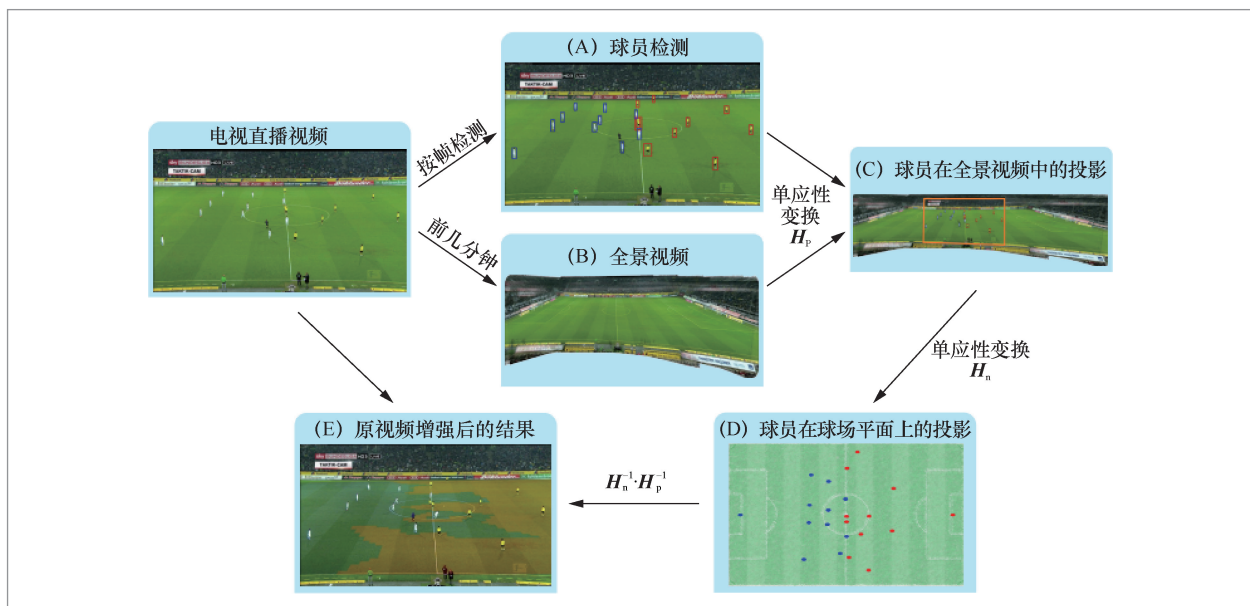 (A) 球员检测
电视直播视频
TAKTIK-CAM
按帧检测
前几分钟
(B) 全景视频
单应性
变换
Hp
(C) 球员在全景视频中的投影
单应性变换
Hn
(E) 原视频增强后的结果
Hn⁻¹·Hp⁻¹
(D) 球员在球场平面上的投影